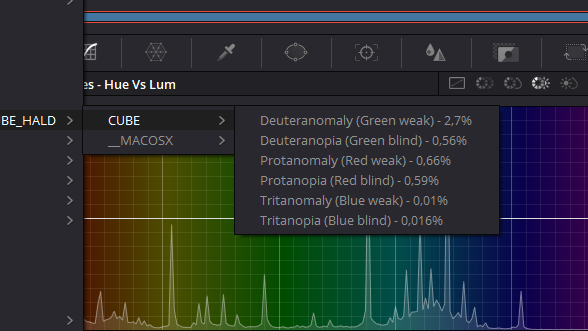 es - Hue Vs Lum
BE_HALD
CUBE
__MACOSX
Deuteranomaly (Green weak) - 2,7%
Deuteranopia (Green blind) - 0,56%
Protanomaly (Red weak) - 0,66%
Protanopia (Red blind) - 0,59%
Tritanomaly (Blue weak) - 0,01%
Tritanopia (Blue blind) - 0,016%